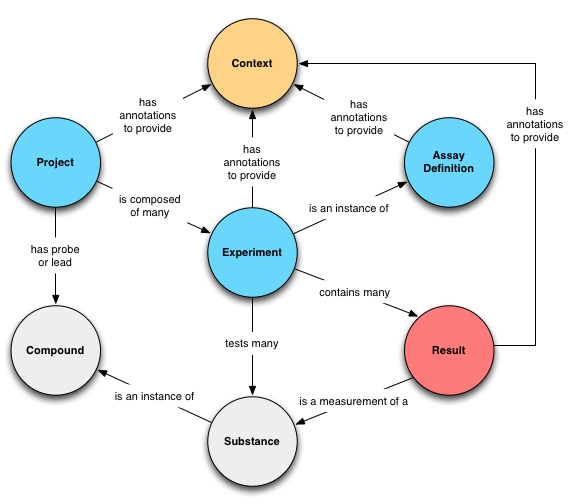 Context
has
annotations
to provide
has
annotations
to provide
has
annotations
to provide
has
annotations
to provide
Project
Assay
Definition
is composed
of many
is an instance of
Experiment
has probe
or lead
contains many
tests many
Compound
Result
is an instance of
is a measurement of a
Substance